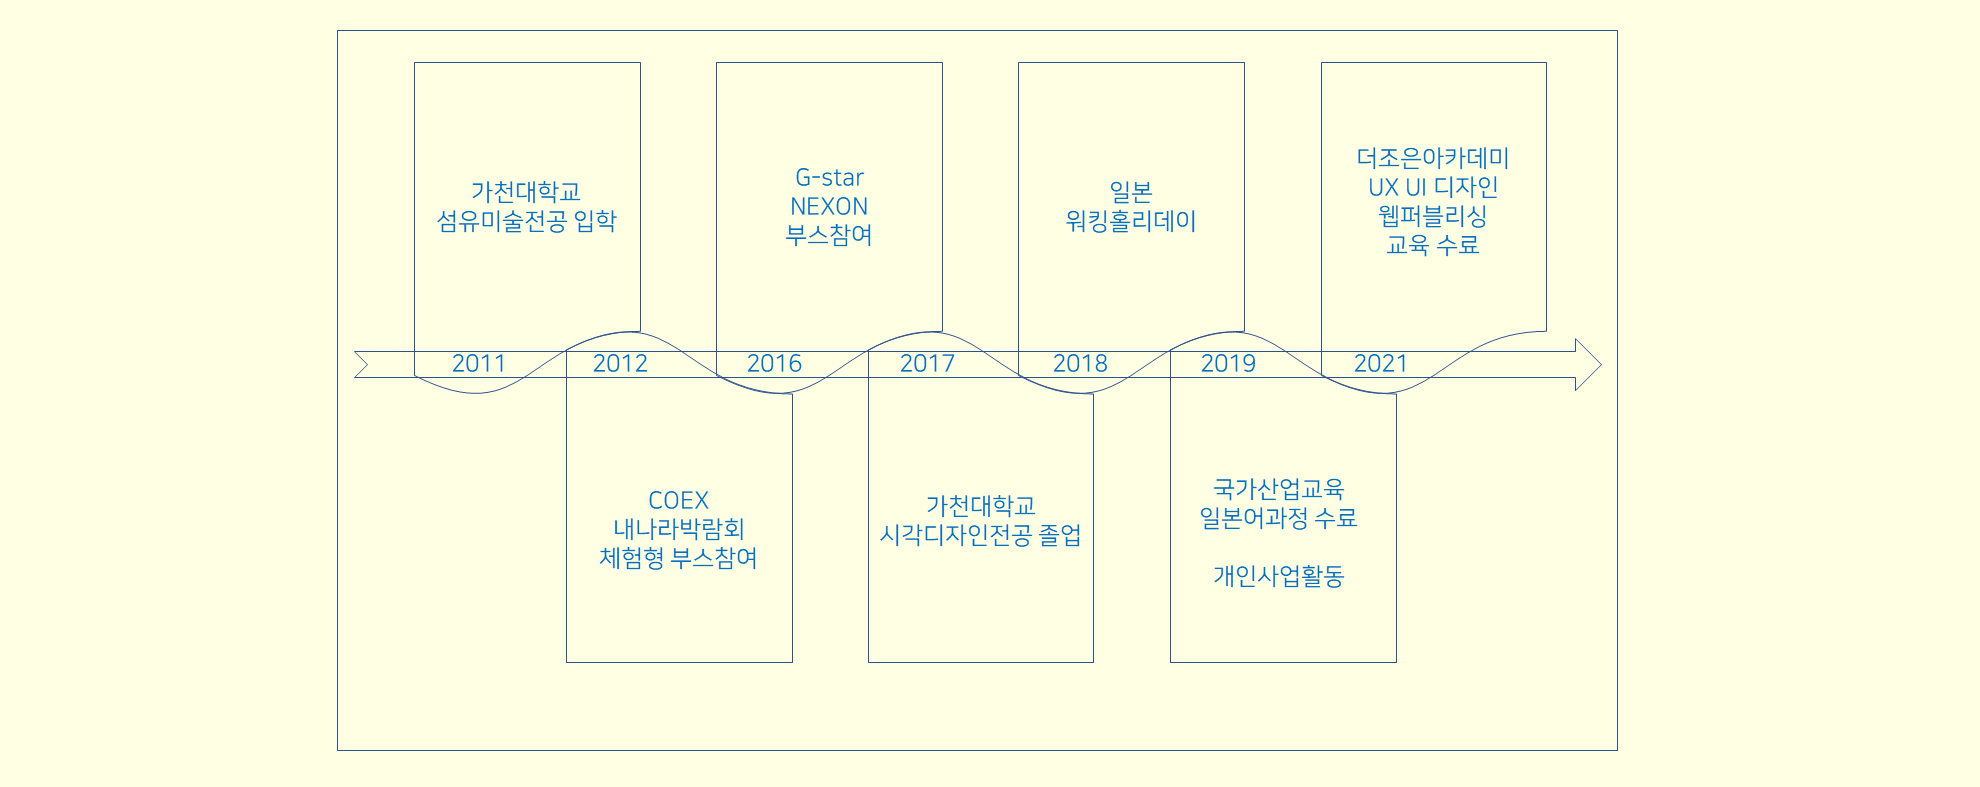 가천대학교
섬유미술전공 입학
G-star
NEXON
부스참여
일본
워킹홀리데이
더조은아카데미
UX UI 디자인
웹퍼블리싱
교육 수료
2011
2012
2016
2017
2018
2019
2021
COEX
내나라박람회
체험형 부스참여
가천대학교
시각디자인전공 졸업
국가산업교육
일본어과정 수료
개인사업활동